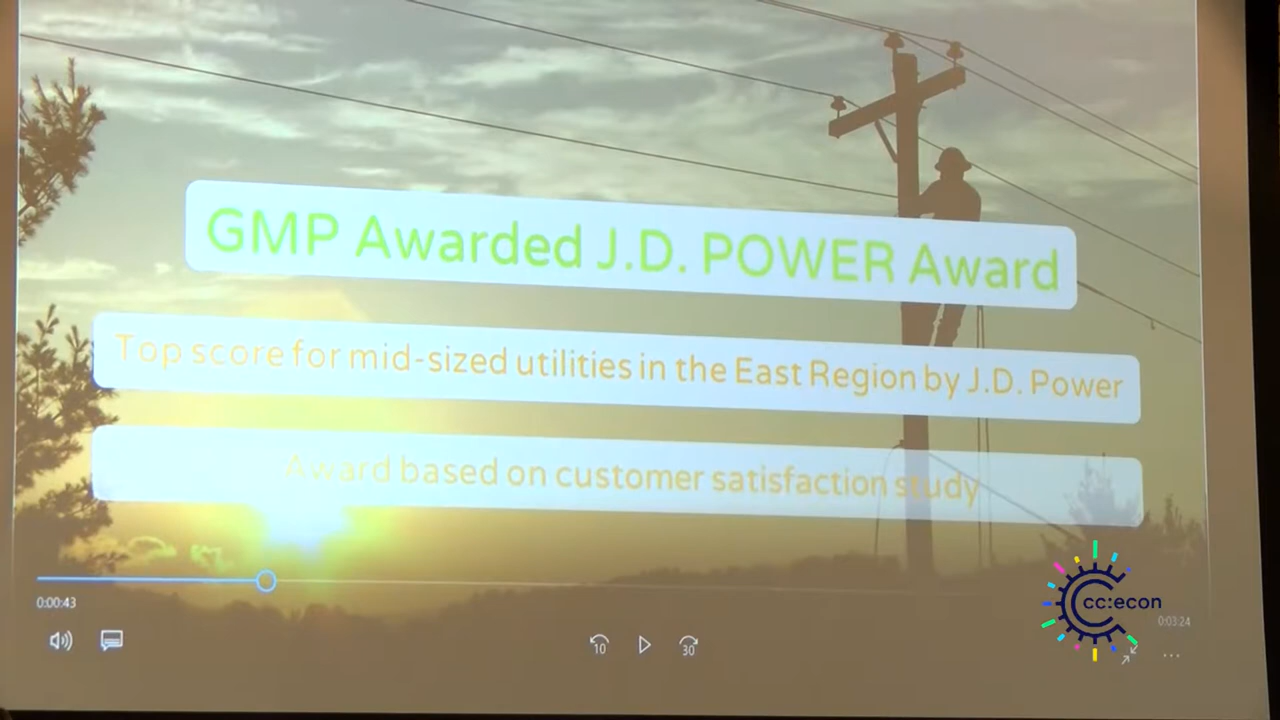 GMP Awarded J.D. POWER Award
Top score for mid-sized utilities in the East Region by J.D. Power
Award based on customer satisfaction study
0:00:43
cc:econ
0:03:24
10
30